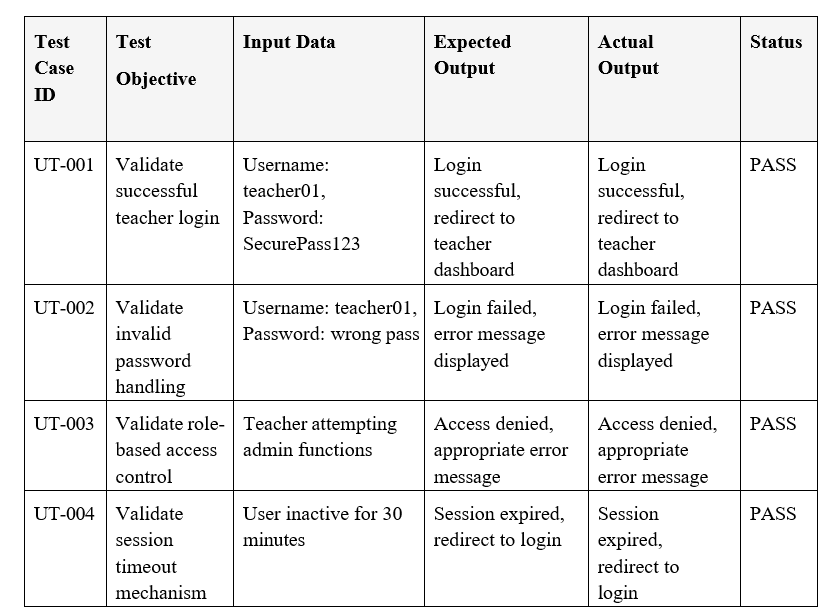 Test Case ID
Test Objective
Input Data
Expected Output
Actual Output
Status
UT-001
Validate
successful
teacher login
Username:
teacher01,
Password:
SecurePass123
Login
successful,
redirect to
teacher
dashboard
Login
successful,
redirect to
teacher
dashboard
PASS
UT-002
Validate
invalid
password
handling
Username: teacher01,
Password: wrong pass
Login failed,
error message
displayed
Login failed,
error message
displayed
PASS
UT-003
Validate role-
based access
control
Teacher attempting
admin functions
Access denied,
appropriate error
message
Access denied,
appropriate
error message
PASS
UT-004
Validate
session
timeout
mechanism
User inactive for 30
minutes
Session expired,
redirect to login
Session
expired,
redirect to
login
PASS